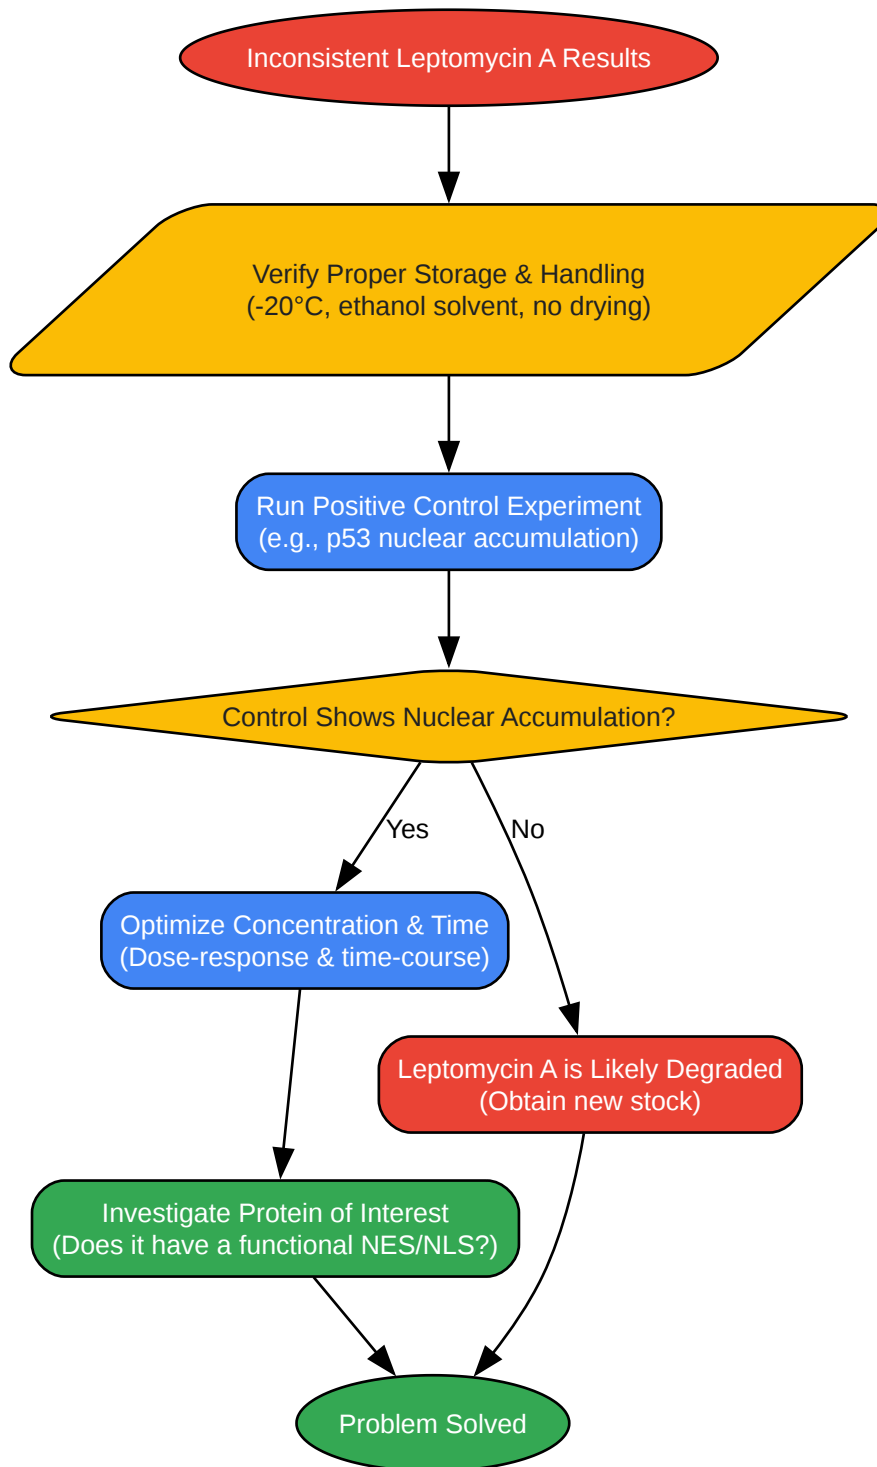 Inconsistent Leptomycin A Results
Verify Proper Storage & Handling
(-20°C, ethanol solvent, no drying)
Run Positive Control Experiment
(e.g., p53 nuclear accumulation)
Control Shows Nuclear Accumulation?
Yes
No
Optimize Concentration & Time
(Dose-response & time-course)
Leptomycin A is Likely Degraded
(Obtain new stock)
Investigate Protein of Interest
(Does it have a functional NES/NLS?)
Problem Solved